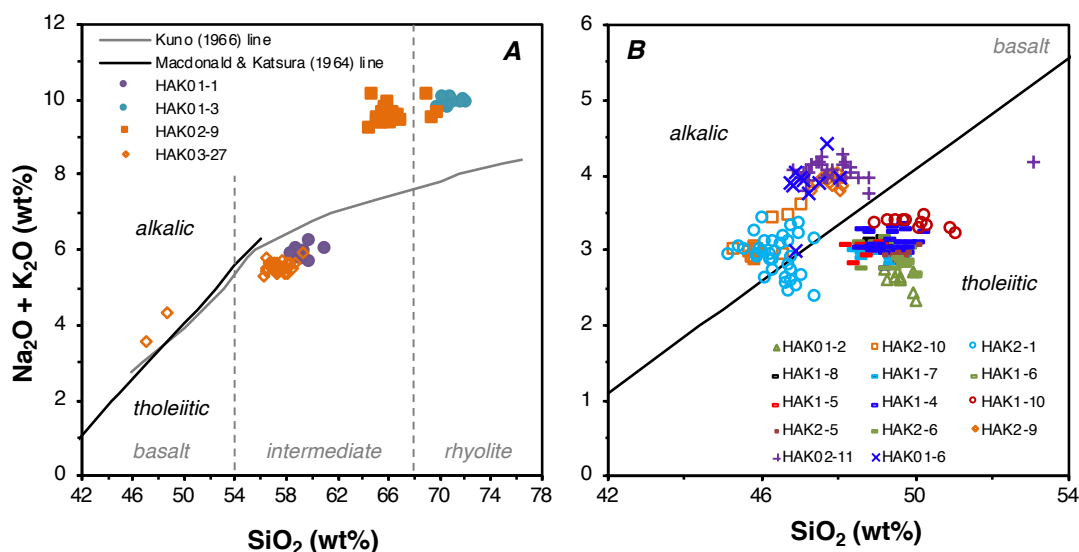 12
10
8
6
4
2
0
42
46
50
54
58
62
66
70
74
78
Na₂O + K₂O (wt%)
SiO₂ (wt%)
A
Kuno (1966) line
Macdonald & Katsura (1964) line
HAK01-1
HAK01-3
HAK02-9
HAK03-27
alkalic
tholeiitic
basalt
intermediate
rhyolite
6
5
4
3
2
1
0
42
46
50
54
SiO₂ (wt%)
B
basalt
alkalic
tholeiitic
HAK01-2 HAK2-10 HAK2-1
HAK1-8 HAK1-7 HAK1-6
HAK1-5 HAK1-4 HAK1-10
HAK2-5 HAK2-6 HAK2-9
HAK02-11 HAK01-6